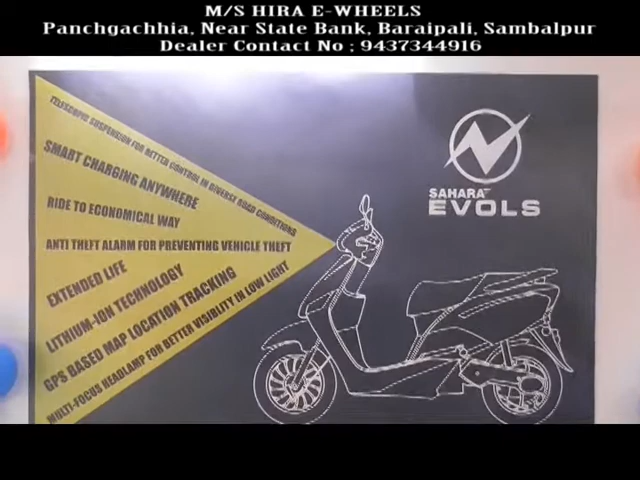 M/S HIRA E-WHEELS
Panchgachhia, Near State Bank, Baraipali, Sambalpur
Dealer Contact No : 9437344916
TELESCOPIC SUSPENSION FOR BETTER CONTROL IN DIVERSE ROAD CONDITIONS
SMART CHARGING ANYWHERE
RIDE TO ECONOMICAL WAY
ANTI THEFT ALARM FOR PREVENTING VEHICLE THEFT
EXTENDED LIFE
LITHIUM-ION TECHNOLOGY
GPS BASED MAP LOCATION TRACKING
MULTI-FOCUS HEADLAMP FOR BETTER VISIBILITY IN LOW LIGHT
SAHARA
EVOLS